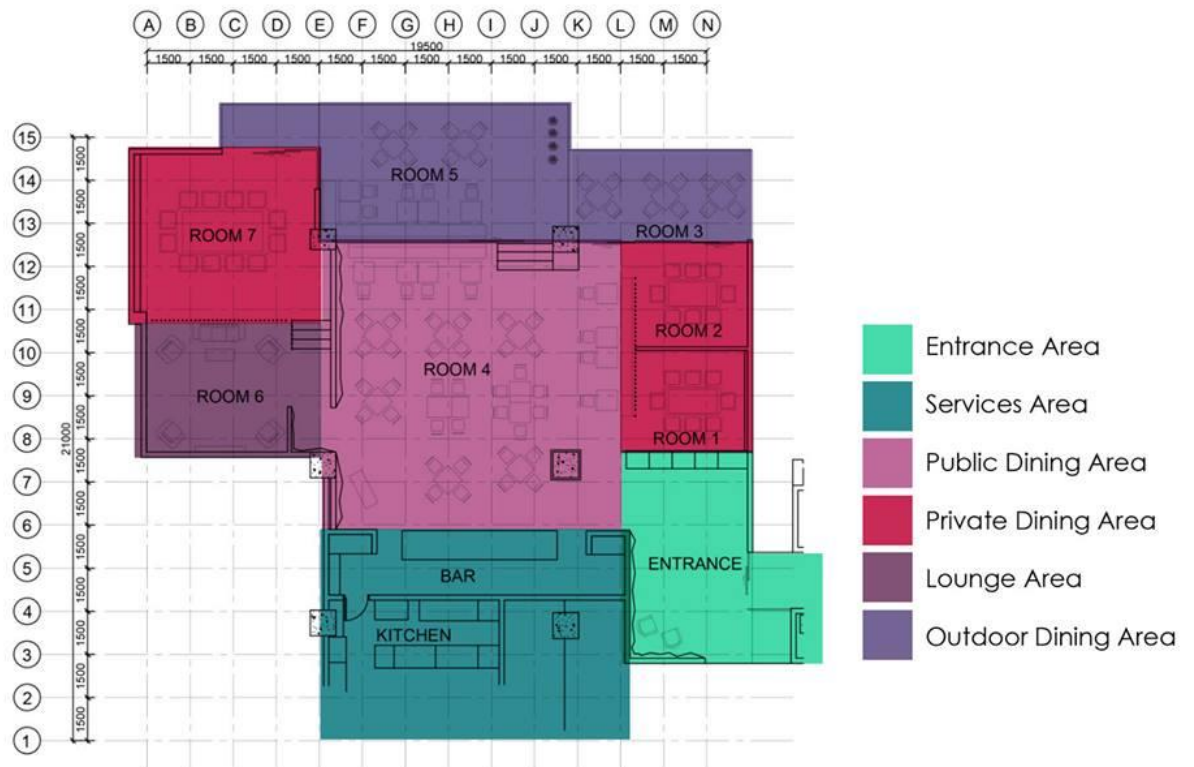 A B C D E F G H I J K L M N
19500
1500 1500 1500 1500 1500 1500 1500 1500 1500 1500 1500 1500 1500
15
14
13
12
11
10
9
8
7
6
5
4
3
2
1
21000
1500
1500
1500
1500
1500
1500
1500
1500
1500
1500
1500
1500
1500
1500
ROOM 5
ROOM 7
ROOM 3
ROOM 2
ROOM 4
ROOM 6
ROOM 1
ENTRANCE
BAR
KITCHEN
Entrance Area
Services Area
Public Dining Area
Private Dining Area
Lounge Area
Outdoor Dining Area